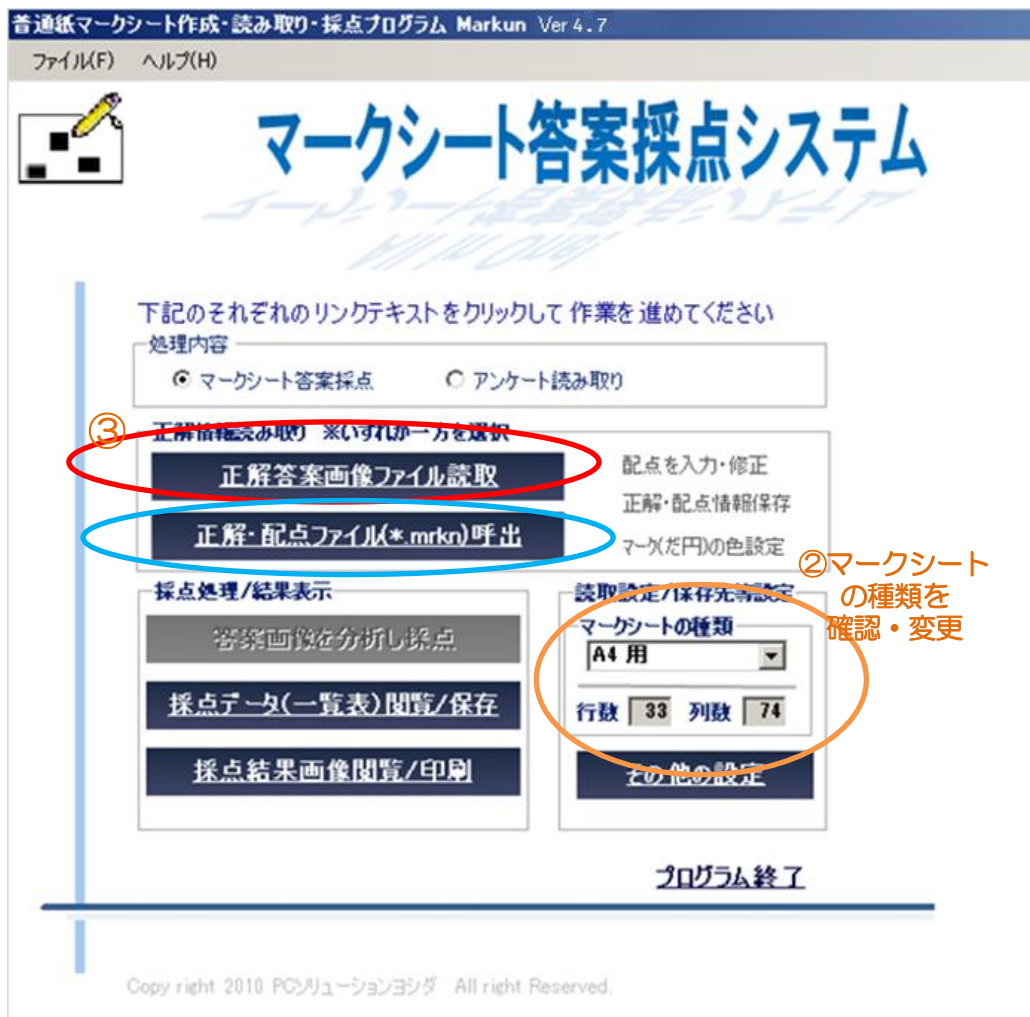 普通紙マークシート作成・読み取り・採点プログラム Markun Ver 4.7
ファイル(F) ヘルプ(H)
マークシート答案採点システム
下記のそれぞれのリンクテキストをクリックして作業を進めてください
処理内容
マークシート答案採点 アンケート読み取り
③
正解情報読み取り ※いずれか一方を選択
正解答案画像ファイル読取
配点を入力・修正
正解・配点情報保存
正解・配点ファイル(*.mrkn)呼出
マーク(だ円)の色設定
②マークシート
の種類を
確認・変更
採点処理/結果表示
答案画像を分析し採点
採点データ(一覧表)閲覧/保存
採点結果画像閲覧/印刷
読取設定/保存先等設定
マークシートの種類
A4 用
行数 33 列数 74
その他の設定
プログラム終了
Copy right 2010 PCソリューションヨシダ All right Reserved.